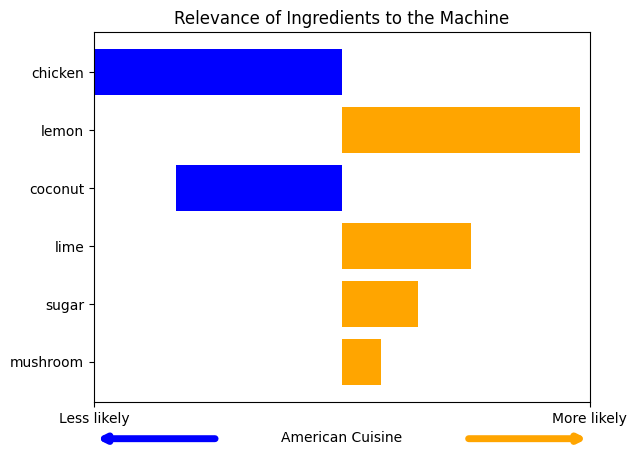 Relevance of Ingredients to the Machine
chicken
lemon
coconut
lime
sugar
mushroom
Less likely
More likely
American Cuisine